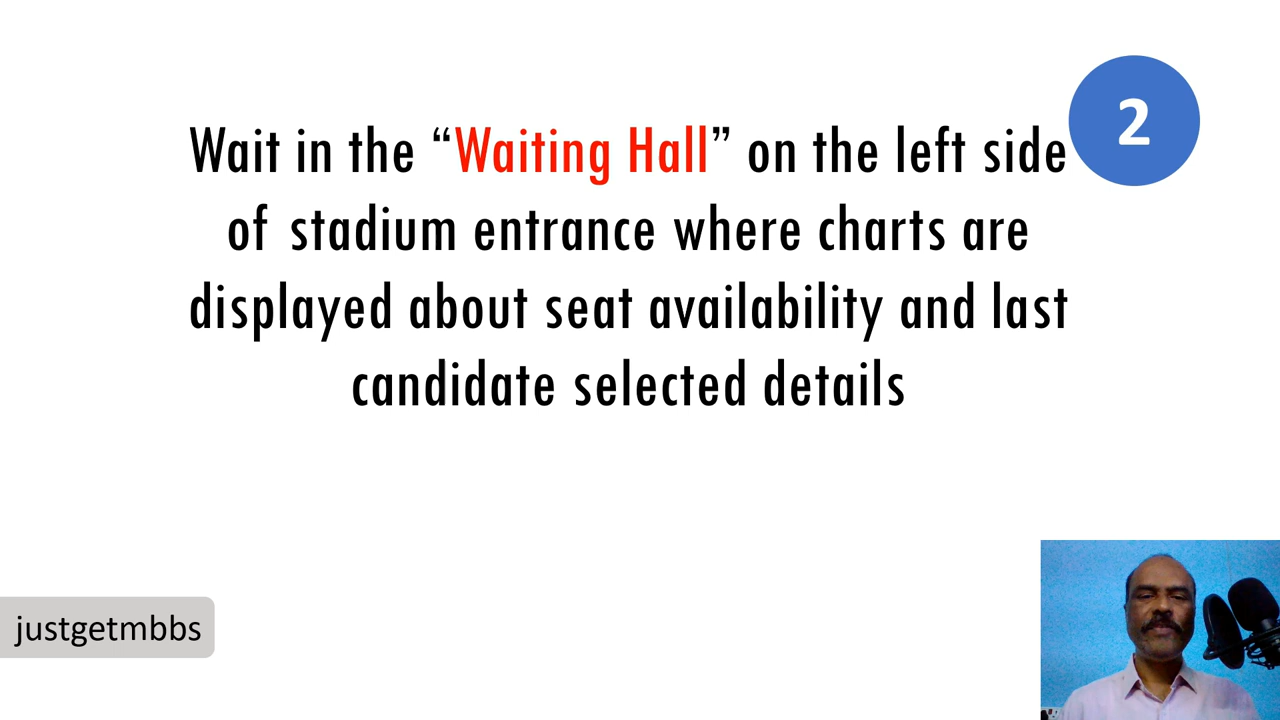 2
Wait in the “Waiting Hall” on the left side
of stadium entrance where charts are
displayed about seat availability and last
candidate selected details
justgetmbbs